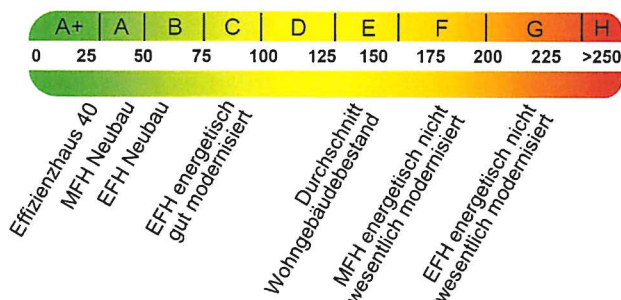 A+ A B C D E F G H
0 25 50 75 100 125 150 175 200 225 >250
Effizienzhaus 40
MFH Neubau
EFH Neubau
EFH energetisch
gut modernisiert
Durchschnitt
Wohngebäudebestand
MFH energetisch nicht
wesentlich modernisiert
EFH energetisch nicht
wesentlich modernisiert